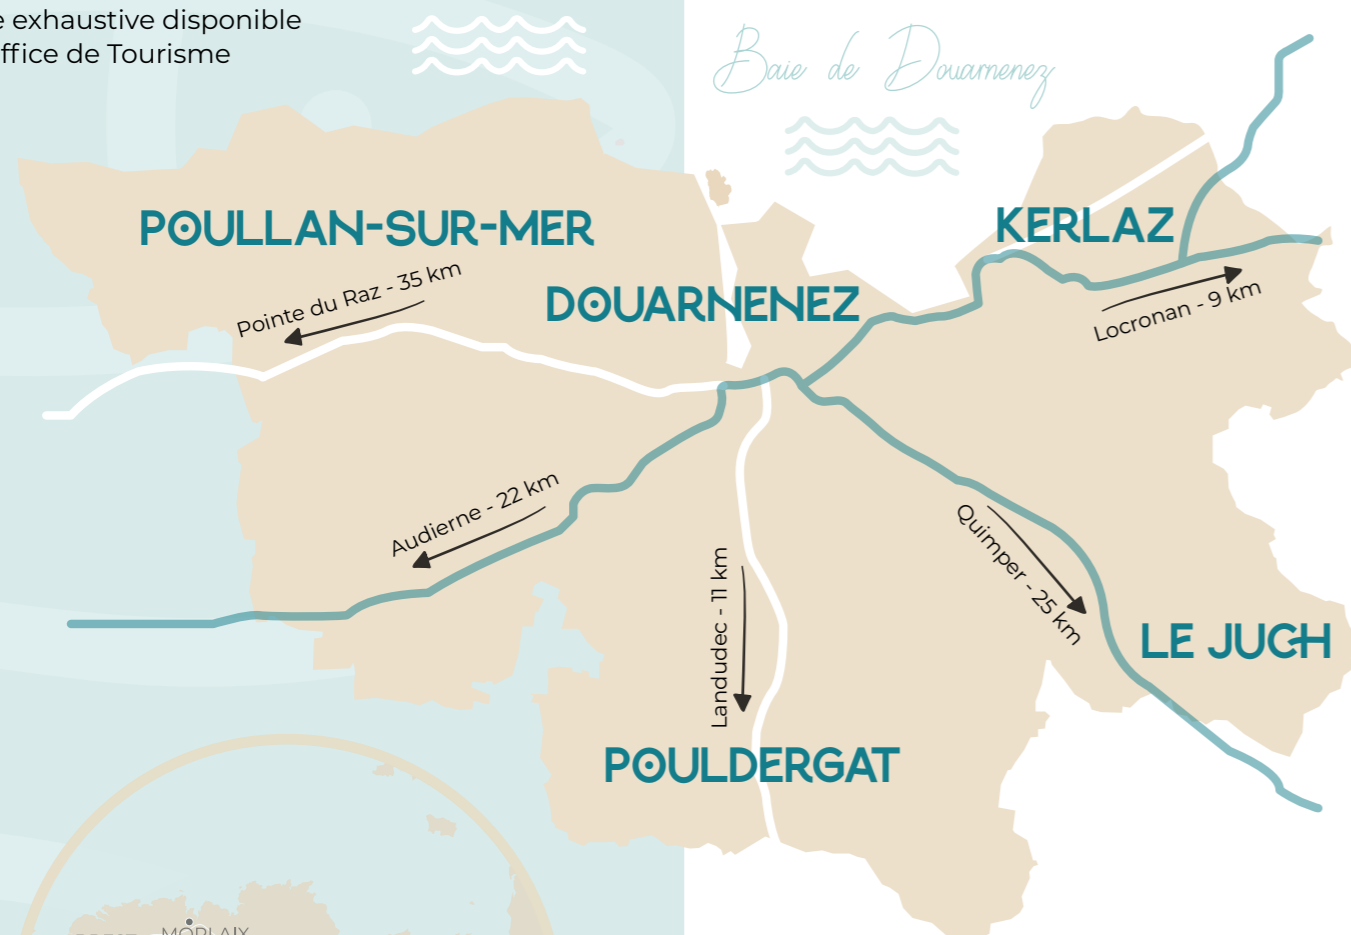 e exhaustive disponible
ffice de Tourisme
Baie de Douarnenez
POULLAN-SUR-MER
KERLAZ
Pointe du Raz - 35 km
DOUARNENEZ
Locronan - 9 km
Audierne - 22 km
Quimper - 25 km
Landudec - 11 km
LE JUCH
POULDERGAT
MORLAIX